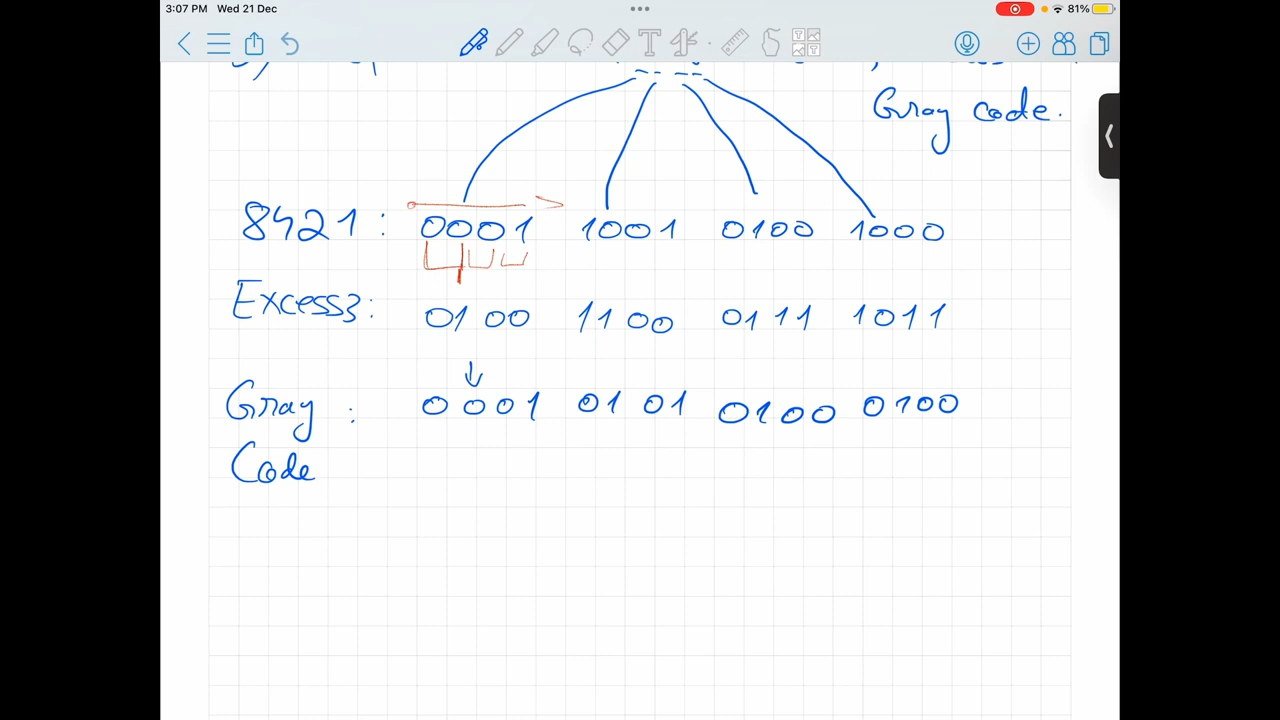 3:07 PM Wed 21 Dec
81%
Gray code.
8421: 0001 1001 0100 1000
Excess3: 0100 1100 0111 1011
Gray : 0001 0101 0100 0100
Code